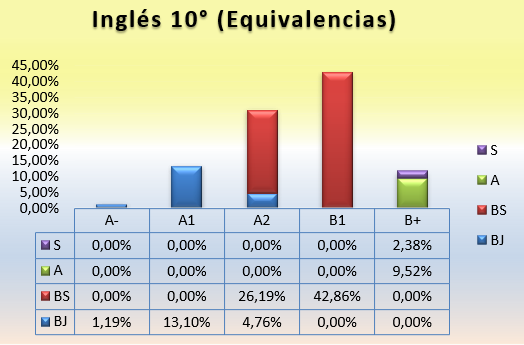 Inglés 10° (Equivalencias)
45,00%
40,00%
35,00%
30,00%
25,00%
20,00%
15,00%
10,00%
5,00%
0,00%
A- A1 A2 B1 B+
S 0,00% 0,00% 0,00% 0,00% 2,38%
A 0,00% 0,00% 0,00% 0,00% 9,52%
BS 0,00% 0,00% 26,19% 42,86% 0,00%
BJ 1,19% 13,10% 4,76% 0,00% 0,00%
S
A
BS
BJ